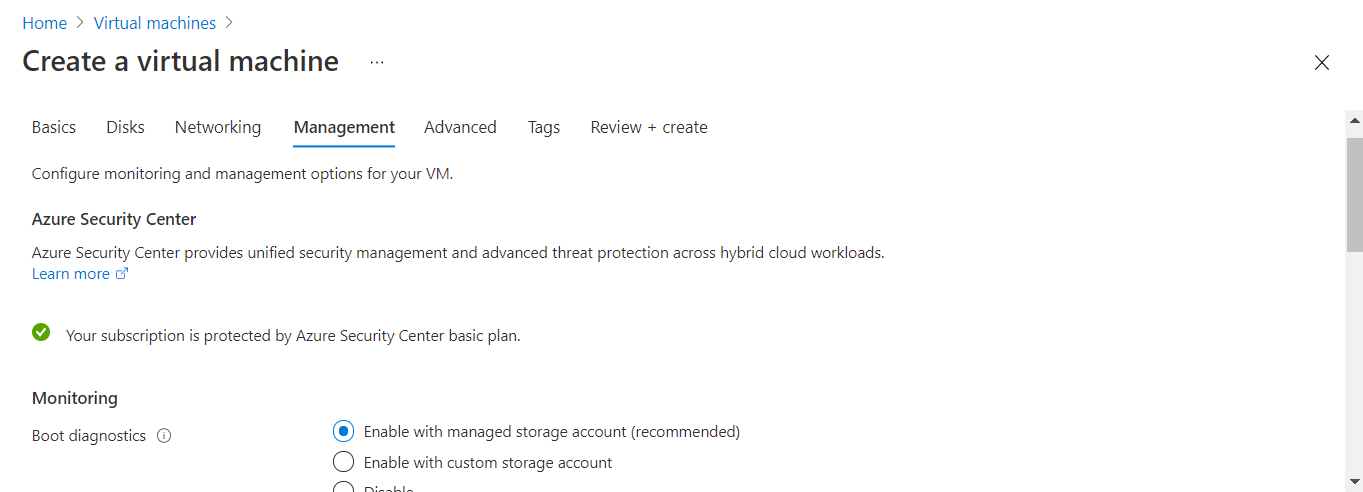 Home > Virtual machines >
Create a virtual machine ...
Basics Disks Networking Management Advanced Tags Review + create
Configure monitoring and management options for your VM.
Azure Security Center
Azure Security Center provides unified security management and advanced threat protection across hybrid cloud workloads.
Learn more
Your subscription is protected by Azure Security Center basic plan.
Monitoring
Boot diagnostics
Enable with managed storage account (recommended)
Enable with custom storage account
Disable